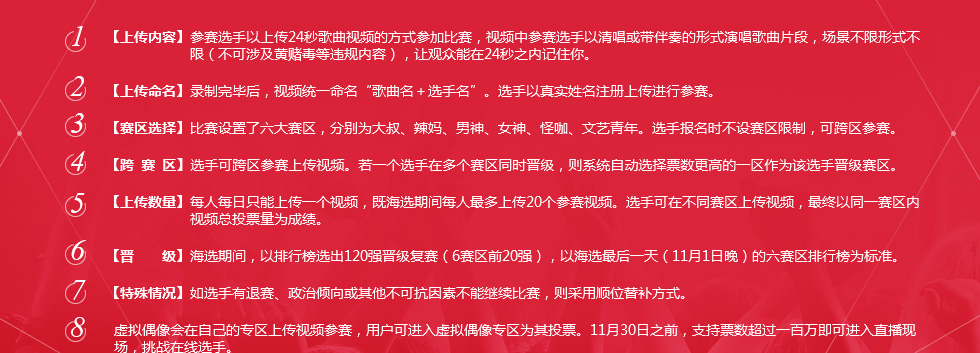 1 【上传内容】参赛选手以上传24秒歌曲视频的方式参加比赛，视频中参赛选手以清唱或带伴奏的形式演唱歌曲片段，场景不限形式不
限（不可涉及黄赌毒等违规内容），让观众能在24秒之内记住你。
2 【上传命名】录制完毕后，视频统一命名“歌曲名＋选手名”。选手以真实姓名注册上传进行参赛。
3 【赛区选择】比赛设置了六大赛区，分别为大叔、辣妈、男神、女神、怪咖、文艺青年。选手报名时不设赛区限制，可跨区参赛。
4 【跨 赛 区】选手可跨区参赛上传视频。若一个选手在多个赛区同时晋级，则系统自动选择票数更高的一区作为该选手晋级赛区。
5 【上传数量】每人每日只能上传一个视频，既海选期间每人最多上传20个参赛视频。选手可在不同赛区上传视频，最终以同一赛区内
视频总投票量为成绩。
6 【晋 级】海选期间，以排行榜选出120强晋级复赛（6赛区前20强），以海选最后一天（11月1日晚）的六赛区排行榜为标准。
7 【特殊情况】如选手有退赛、政治倾向或其他不可抗因素不能继续比赛，则采用顺位替补方式。
8 虚拟偶像会在自己的专区上传视频参赛，用户可进入虚拟偶像专区为其投票。11月30日之前，支持票数超过一百万即可进入直播现
场，挑战在线选手。